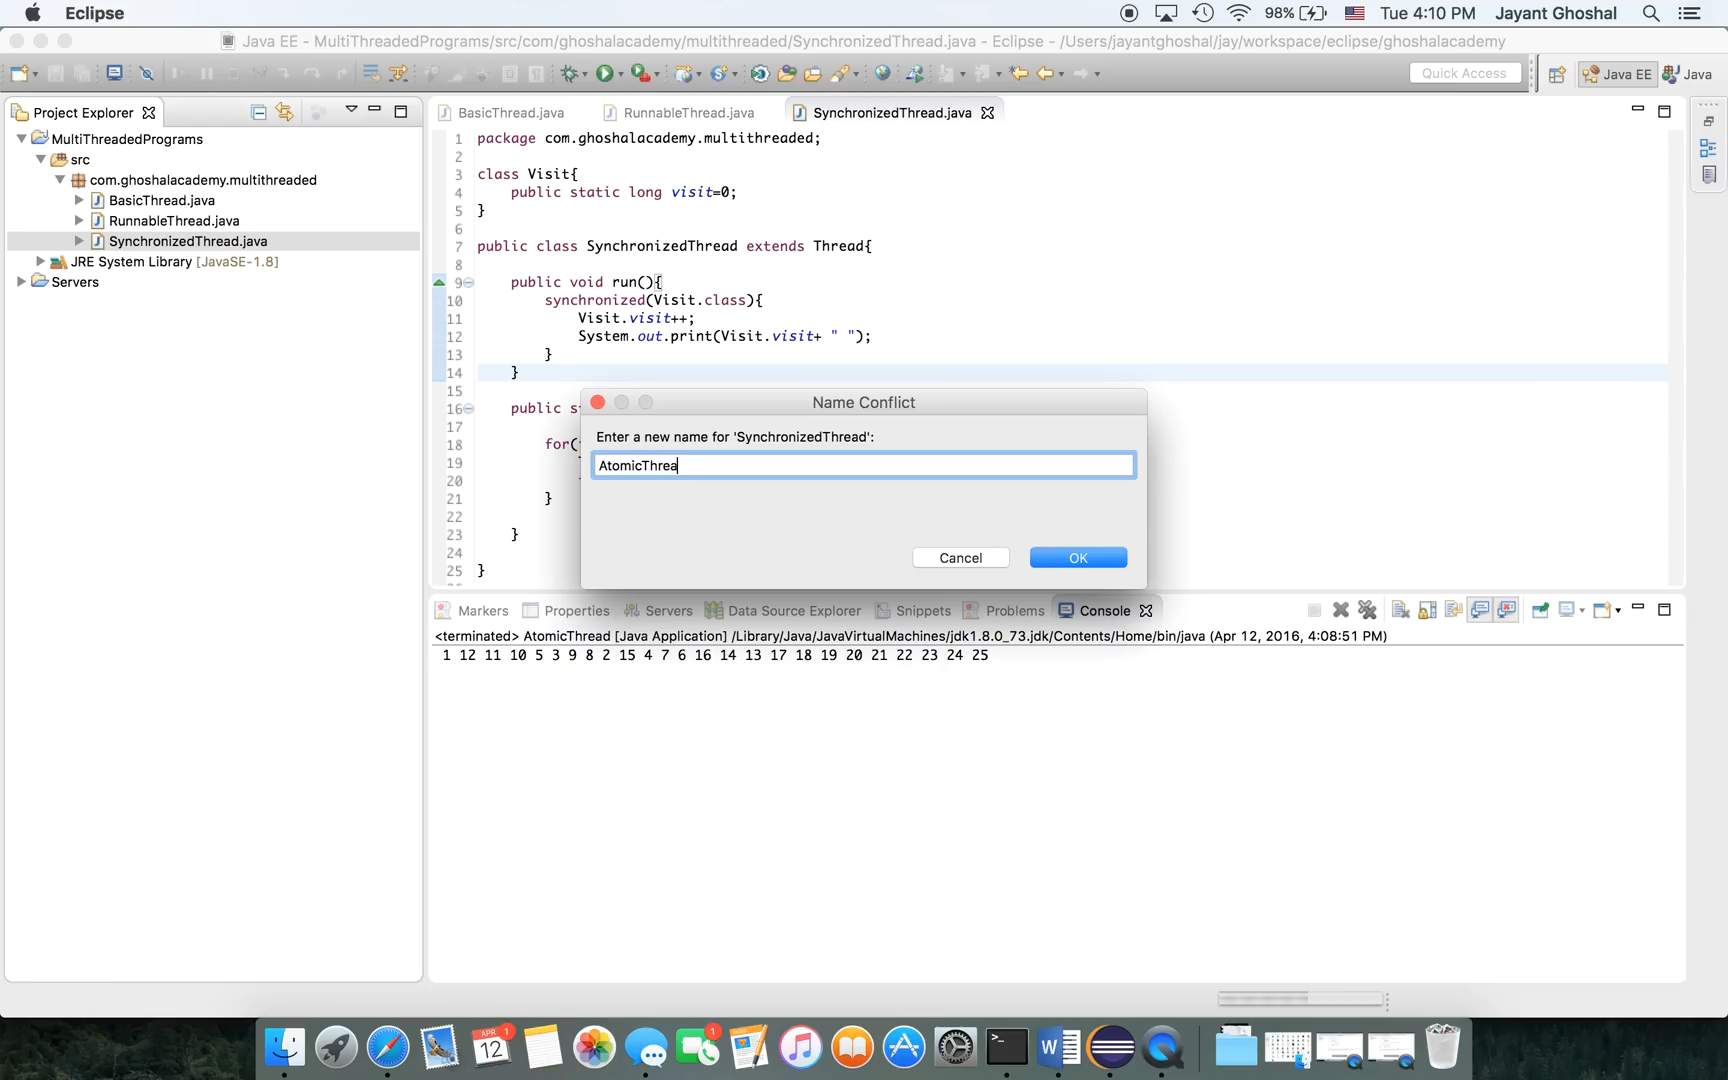 Eclipse
98%
Tue 4:10 PM
Jayant Ghoshal
Java EE - MultiThreadedPrograms/src/com/ghoshalacademy/multithreaded/SynchronizedThread.java - Eclipse - /Users/jayantghoshal/jay/workspace/eclipse/ghoshalacademy
Quick Access
Java EE
Java
Project Explorer
MultiThreadedPrograms
src
com.ghoshalacademy.multithreaded
BasicThread.java
RunnableThread.java
SynchronizedThread.java
JRE System Library [JavaSE-1.8]
Servers
BasicThread.java
RunnableThread.java
SynchronizedThread.java
1 package com.ghoshalacademy.multithreaded;
2
3 class Visit{
4 public static long visit=0;
5 }
6
7 public class SynchronizedThread extends Thread{
8
9 public void run(){
10 synchronized(Visit.class){
11 Visit.visit++;
12 System.out.print(Visit.visit+ " ");
13 }
14 }
15
16 public
17
18 for(
19
20
21 }
22
23 }
24
25 }
Name Conflict
Enter a new name for 'SynchronizedThread':
AtomicThrea
Cancel
OK
Markers
Properties
Servers
Data Source Explorer
Snippets
Problems
Console
<terminated> AtomicThread [Java Application] /Library/Java/JavaVirtualMachines/jdk1.8.0_73.jdk/Contents/Home/bin/java (Apr 12, 2016, 4:08:51 PM)
1 12 11 10 5 3 9 8 2 15 4 7 6 16 14 13 17 18 19 20 21 22 23 24 25
APR
12
1
1
W